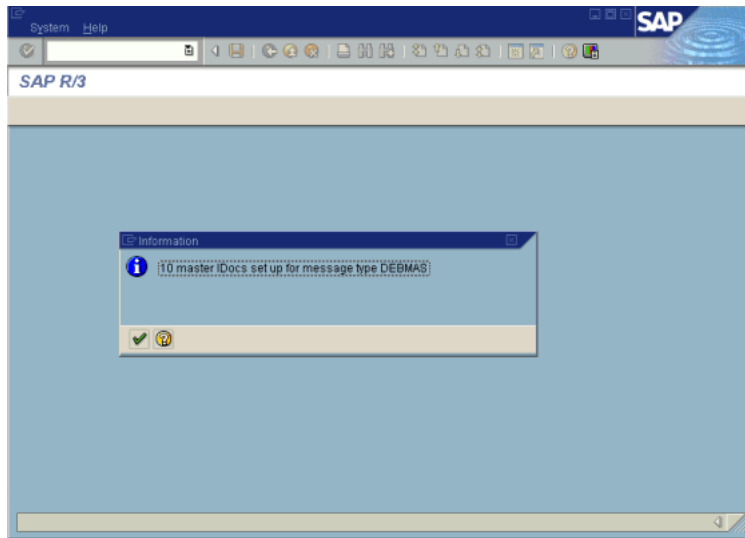 System Help
SAP
SAP R/3
Information
10 master IDocs set up for message type DEBMAS